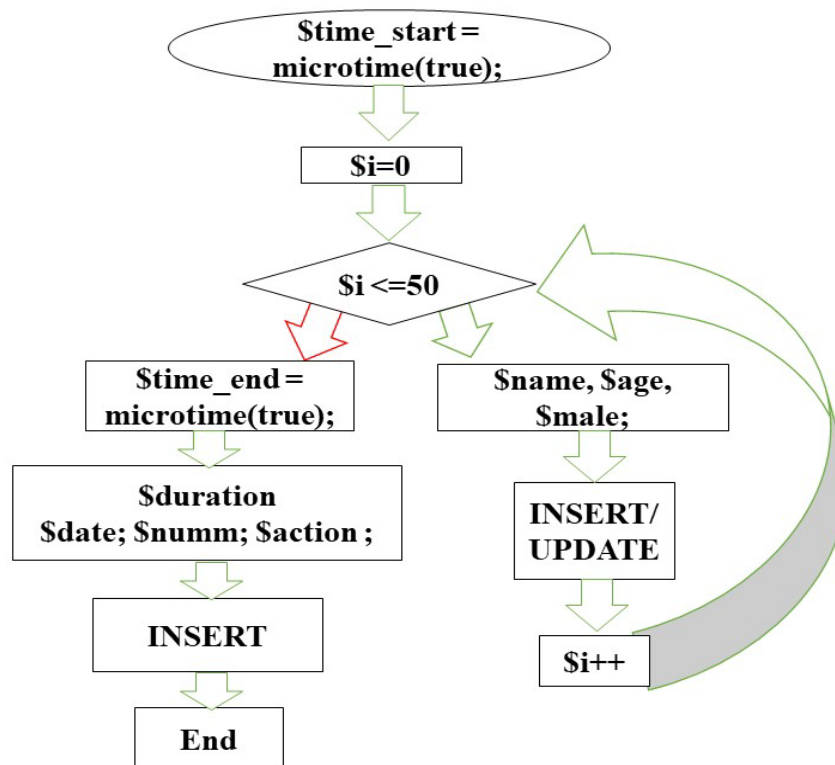 $time_start =
microtime(true);
$i=0
$i <=50
$time_end =
microtime(true);
$duration
$date; $numm; $action ;
INSERT
End
$name, $age,
$male;
INSERT/
UPDATE
$i++